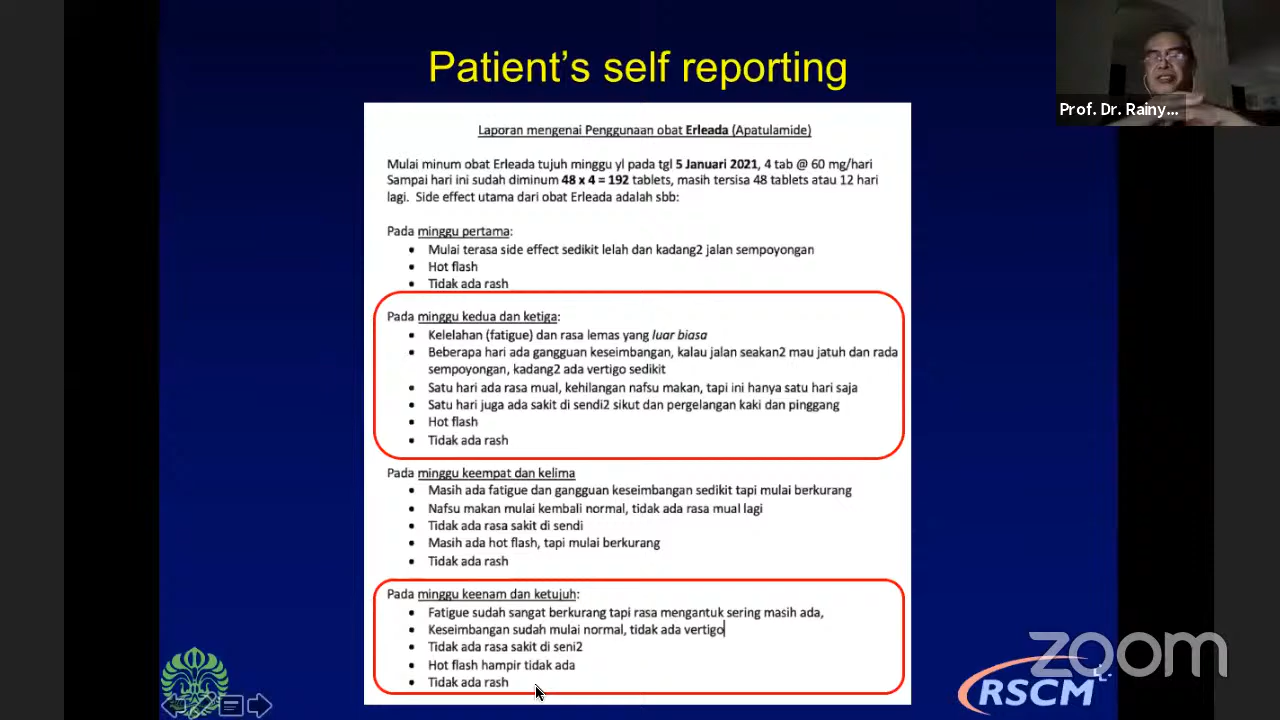 Patient's self reporting
Prof. Dr. Rainy...
Laporan mengenai Penggunaan obat Erleada (Apatulamide)
Mulai minum obat Erleada tujuh minggu yl pada tgl 5 Januari 2021, 4 tab @ 60 mg/hari
Sampai hari ini sudah diminum 48 x 4 = 192 tablets, masih tersisa 48 tablets atau 12 hari
lagi. Side effect utama dari obat Erleada adalah sbb:
Pada minggu pertama:
• Mulai terasa side effect sedikit lelah dan kadang2 jalan sempoyongan
• Hot flash
• Tidak ada rash
Pada minggu kedua dan ketiga:
• Kelelahan (fatigue) dan rasa lemas yang luar biasa
• Beberapa hari ada gangguan keseimbangan, kalau jalan seakan2 mau jatuh dan rada
sempoyongan, kadang2 ada vertigo sedikit
• Satu hari ada rasa mual, kehilangan nafsu makan, tapi ini hanya satu hari saja
• Satu hari juga ada sakit di sendi2 sikut dan pergelangan kaki dan pinggang
• Hot flash
• Tidak ada rash
Pada minggu keempat dan kelima
• Masih ada fatigue dan gangguan keseimbangan sedikit tapi mulai berkurang
• Nafsu makan mulai kembali normal, tidak ada rasa mual lagi
• Tidak ada rasa sakit di sendi
• Masih ada hot flash, tapi mulai berkurang
• Tidak ada rash
Pada minggu keenam dan ketujuh:
• Fatigue sudah sangat berkurang tapi rasa mengantuk sering masih ada,
• Keseimbangan sudah mulai normal, tidak ada vertigo
• Tidak ada rasa sakit di seni2
• Hot flash hampir tidak ada
• Tidak ada rash
zoom
RSCM